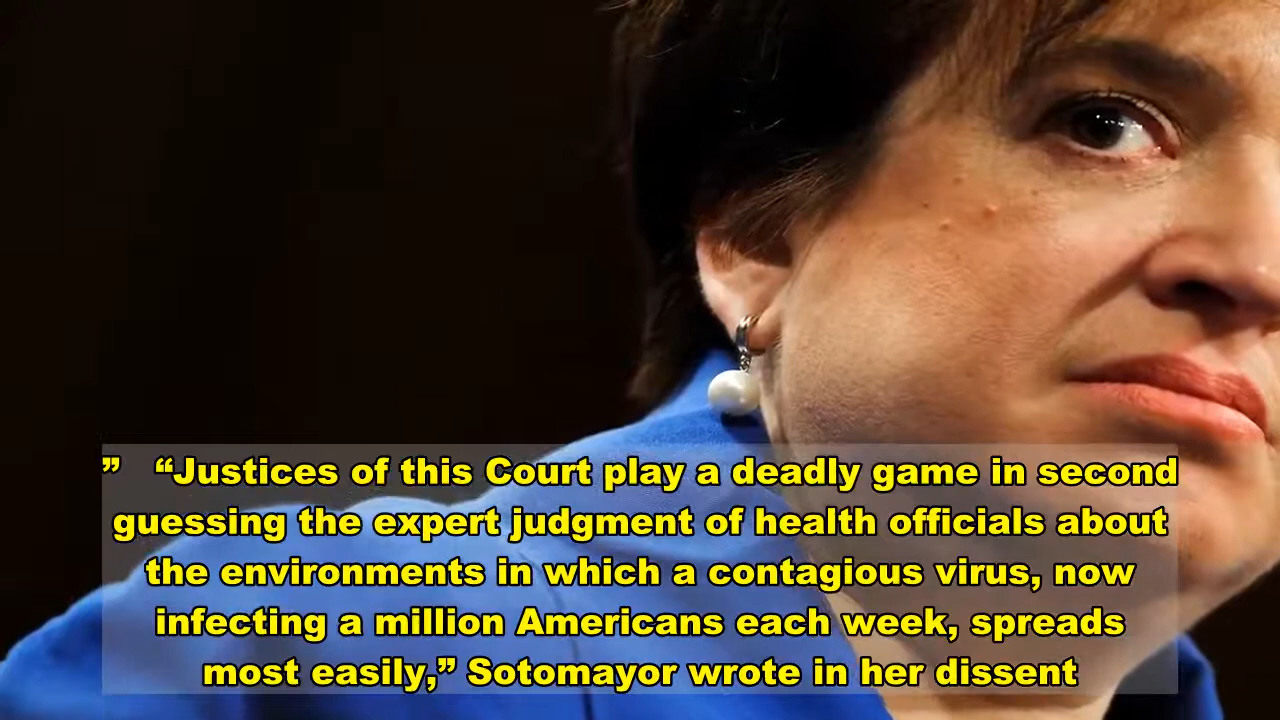 ”   “Justices of this Court play a deadly game in second
guessing the expert judgment of health officials about
the environments in which a contagious virus, now
infecting a million Americans each week, spreads
most easily,” Sotomayor wrote in her dissent